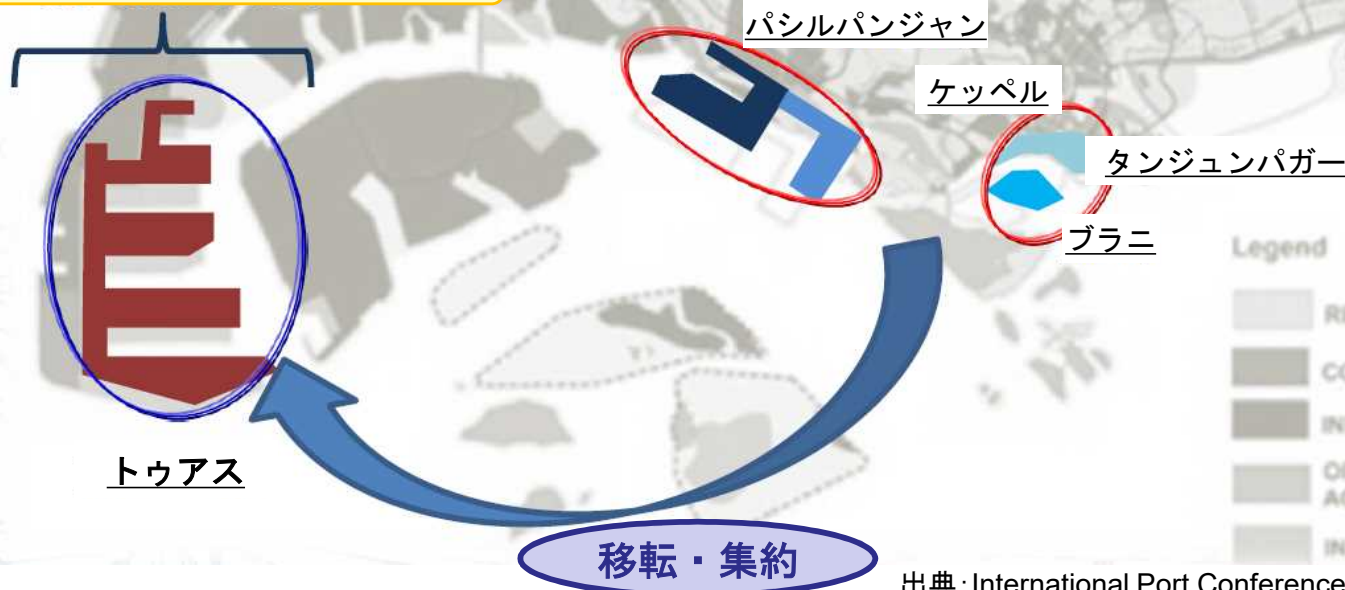 パシルパンジャン
ケッペル
タンジュンパガー
ブラニ
Legend
トゥアス
移転・集約
出典：International Port Conference